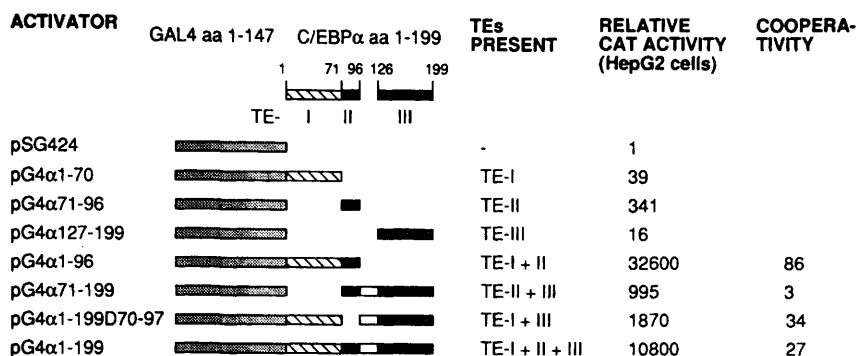 ACTIVATOR GAL4 aa 1-147 C/EBPα aa 1-199 TEs PRESENT RELATIVE CAT ACTIVITY (HepG2 cells) COOPERA-TIVITY
1 71 96 126 199
TE- I II III
pSG424 - 1
pG4α1-70 TE-I 39
pG4α71-96 TE-II 341
pG4α127-199 TE-III 16
pG4α1-96 TE-I + II 32600 86
pG4α71-199 TE-II + III 995 3
pG4α1-199D70-97 TE-I + III 1870 34
pG4α1-199 TE-I + II + III 10800 27